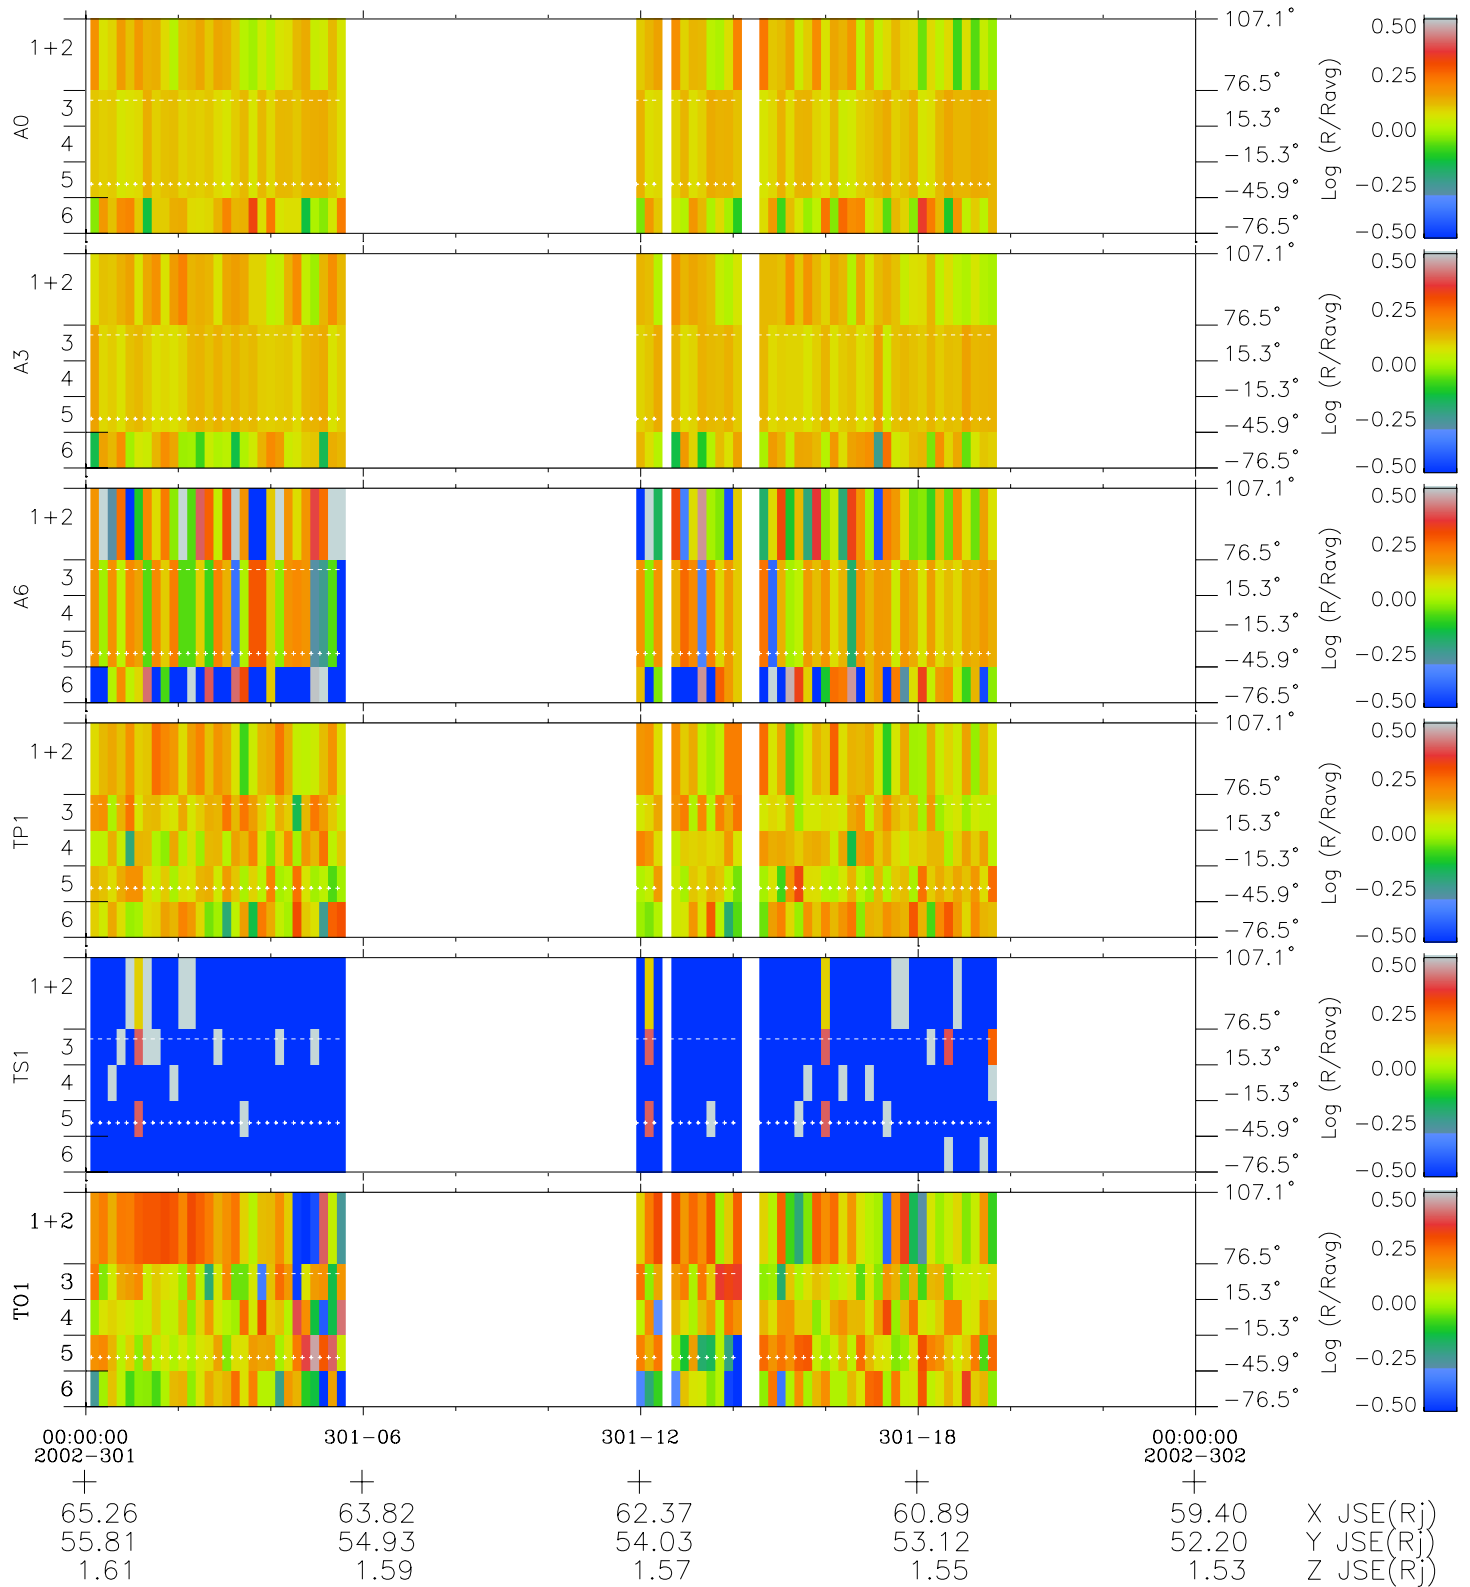 A0 1+2 3 4 5 6 107.1° 76.5° 15.3° −15.3° −45.9° −76.5° Log (R/Ravg) 0.50 0.25 0.00 −0.25 −0.50
A3 1+2 3 4 5 6 107.1° 76.5° 15.3° −15.3° −45.9° −76.5° Log (R/Ravg) 0.50 0.25 0.00 −0.25 −0.50
A6 1+2 3 4 5 6 107.1° 76.5° 15.3° −15.3° −45.9° −76.5° Log (R/Ravg) 0.50 0.25 0.00 −0.25 −0.50
TP1 1+2 3 4 5 6 107.1° 76.5° 15.3° −15.3° −45.9° −76.5° Log (R/Ravg) 0.50 0.25 0.00 −0.25 −0.50
TS1 1+2 3 4 5 6 107.1° 76.5° 15.3° −15.3° −45.9° −76.5° Log (R/Ravg) 0.50 0.25 0.00 −0.25 −0.50
TO1 1+2 3 4 5 6 107.1° 76.5° 15.3° −15.3° −45.9° −76.5° Log (R/Ravg) 0.50 0.25 0.00 −0.25 −0.50
00:00:00 301-06 301-12 301-18 00:00:00
2002-301 2002-302
65.26 63.82 62.37 60.89 59.40 X JSE(Rj)
55.81 54.93 54.03 53.12 52.20 Y JSE(Rj)
1.61 1.59 1.57 1.55 1.53 Z JSE(Rj)